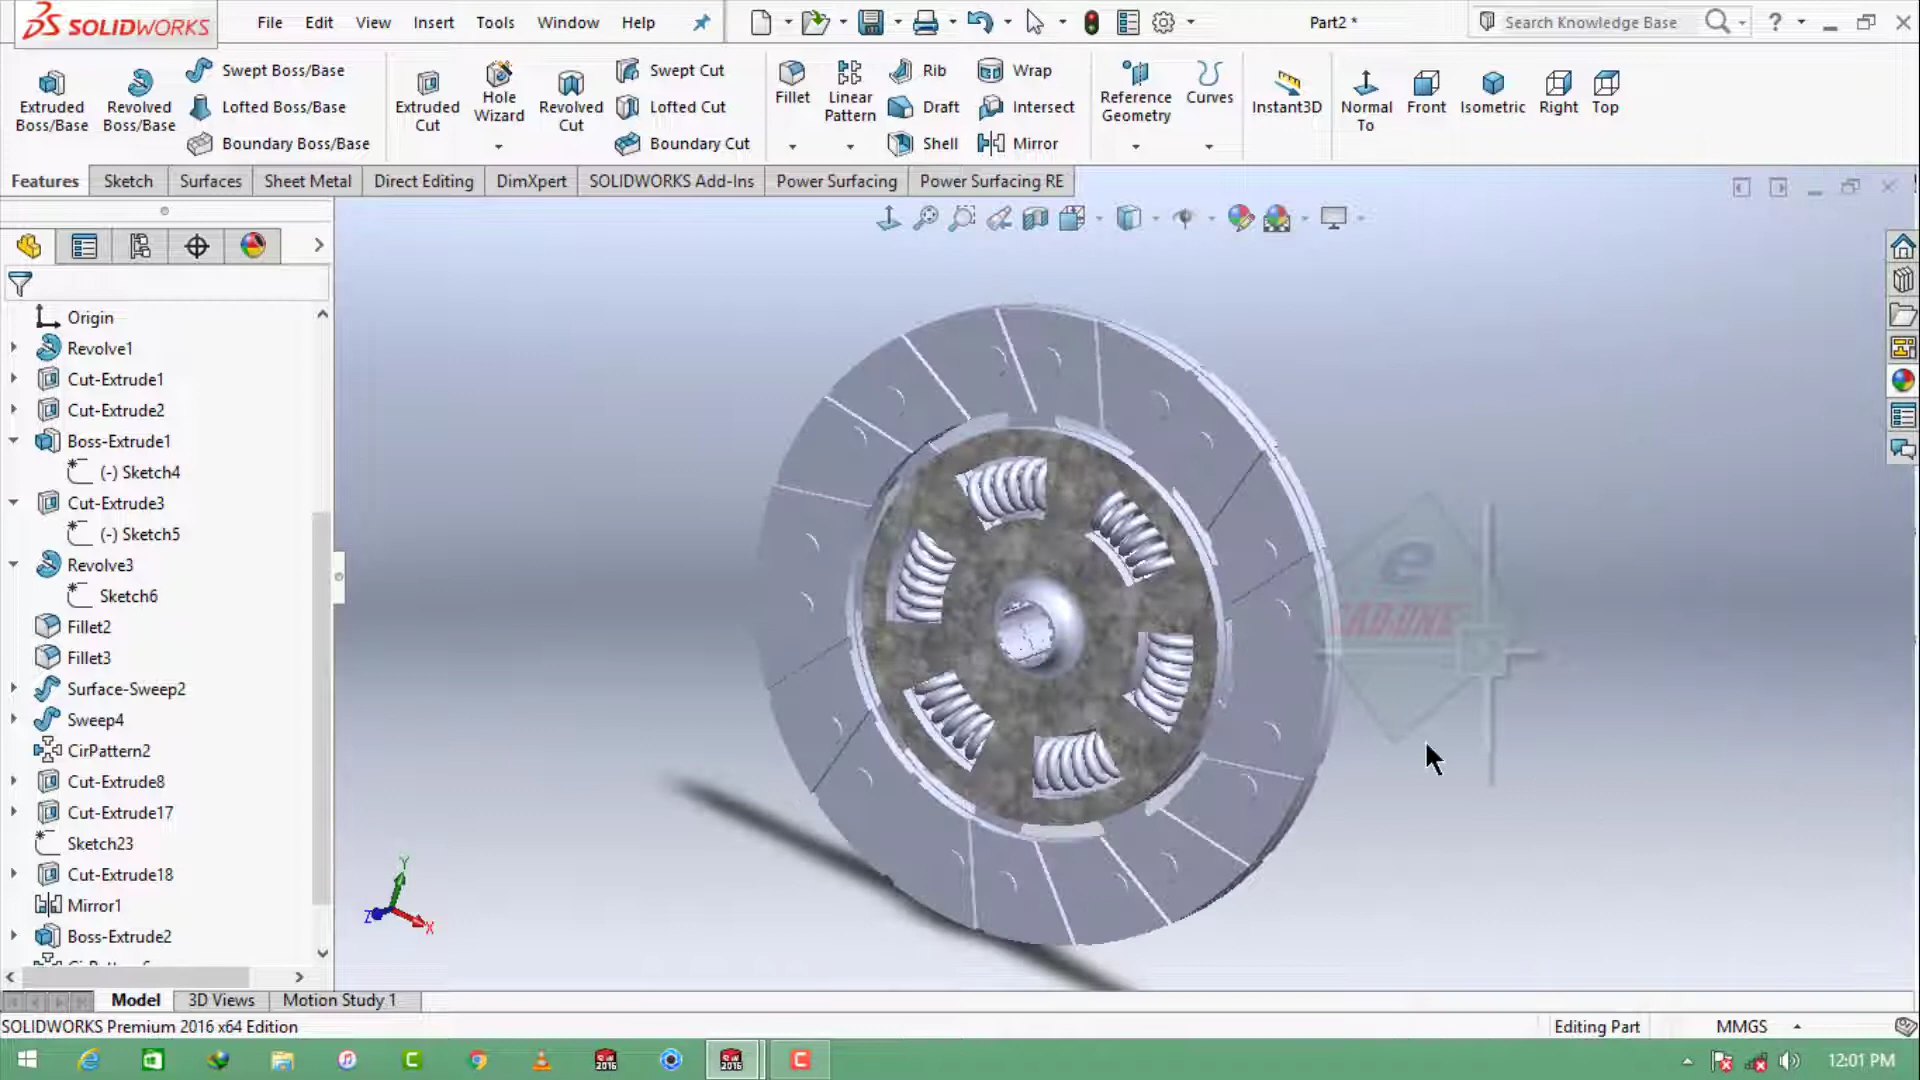 SOLIDWORKS File Edit View Insert Tools Window Help Part2 * Search Knowledge Base ?
Extruded Boss/Base
Revolved Boss/Base
Swept Boss/Base
Lofted Boss/Base
Boundary Boss/Base
Extruded Cut
Hole Wizard
Revolved Cut
Swept Cut
Lofted Cut
Boundary Cut
Fillet
Linear Pattern
Rib
Draft
Shell
Wrap
Intersect
Mirror
Reference Geometry
Curves
Instant3D
Normal To
Front
Isometric
Right
Top
Features Sketch Surfaces Sheet Metal Direct Editing DimXpert SOLIDWORKS Add-Ins Power Surfacing Power Surfacing RE
Origin
Revolve1
Cut-Extrude1
Cut-Extrude2
Boss-Extrude1
(-) Sketch4
Cut-Extrude3
(-) Sketch5
Revolve3
Sketch6
Fillet2
Fillet3
Surface-Sweep2
Sweep4
CirPattern2
Cut-Extrude8
Cut-Extrude17
Sketch23
Cut-Extrude18
Mirror1
Boss-Extrude2
e
CAD.ONE
Y
Z
X
Model 3D Views Motion Study 1
SOLIDWORKS Premium 2016 x64 Edition Editing Part MMGS
12:01 PM